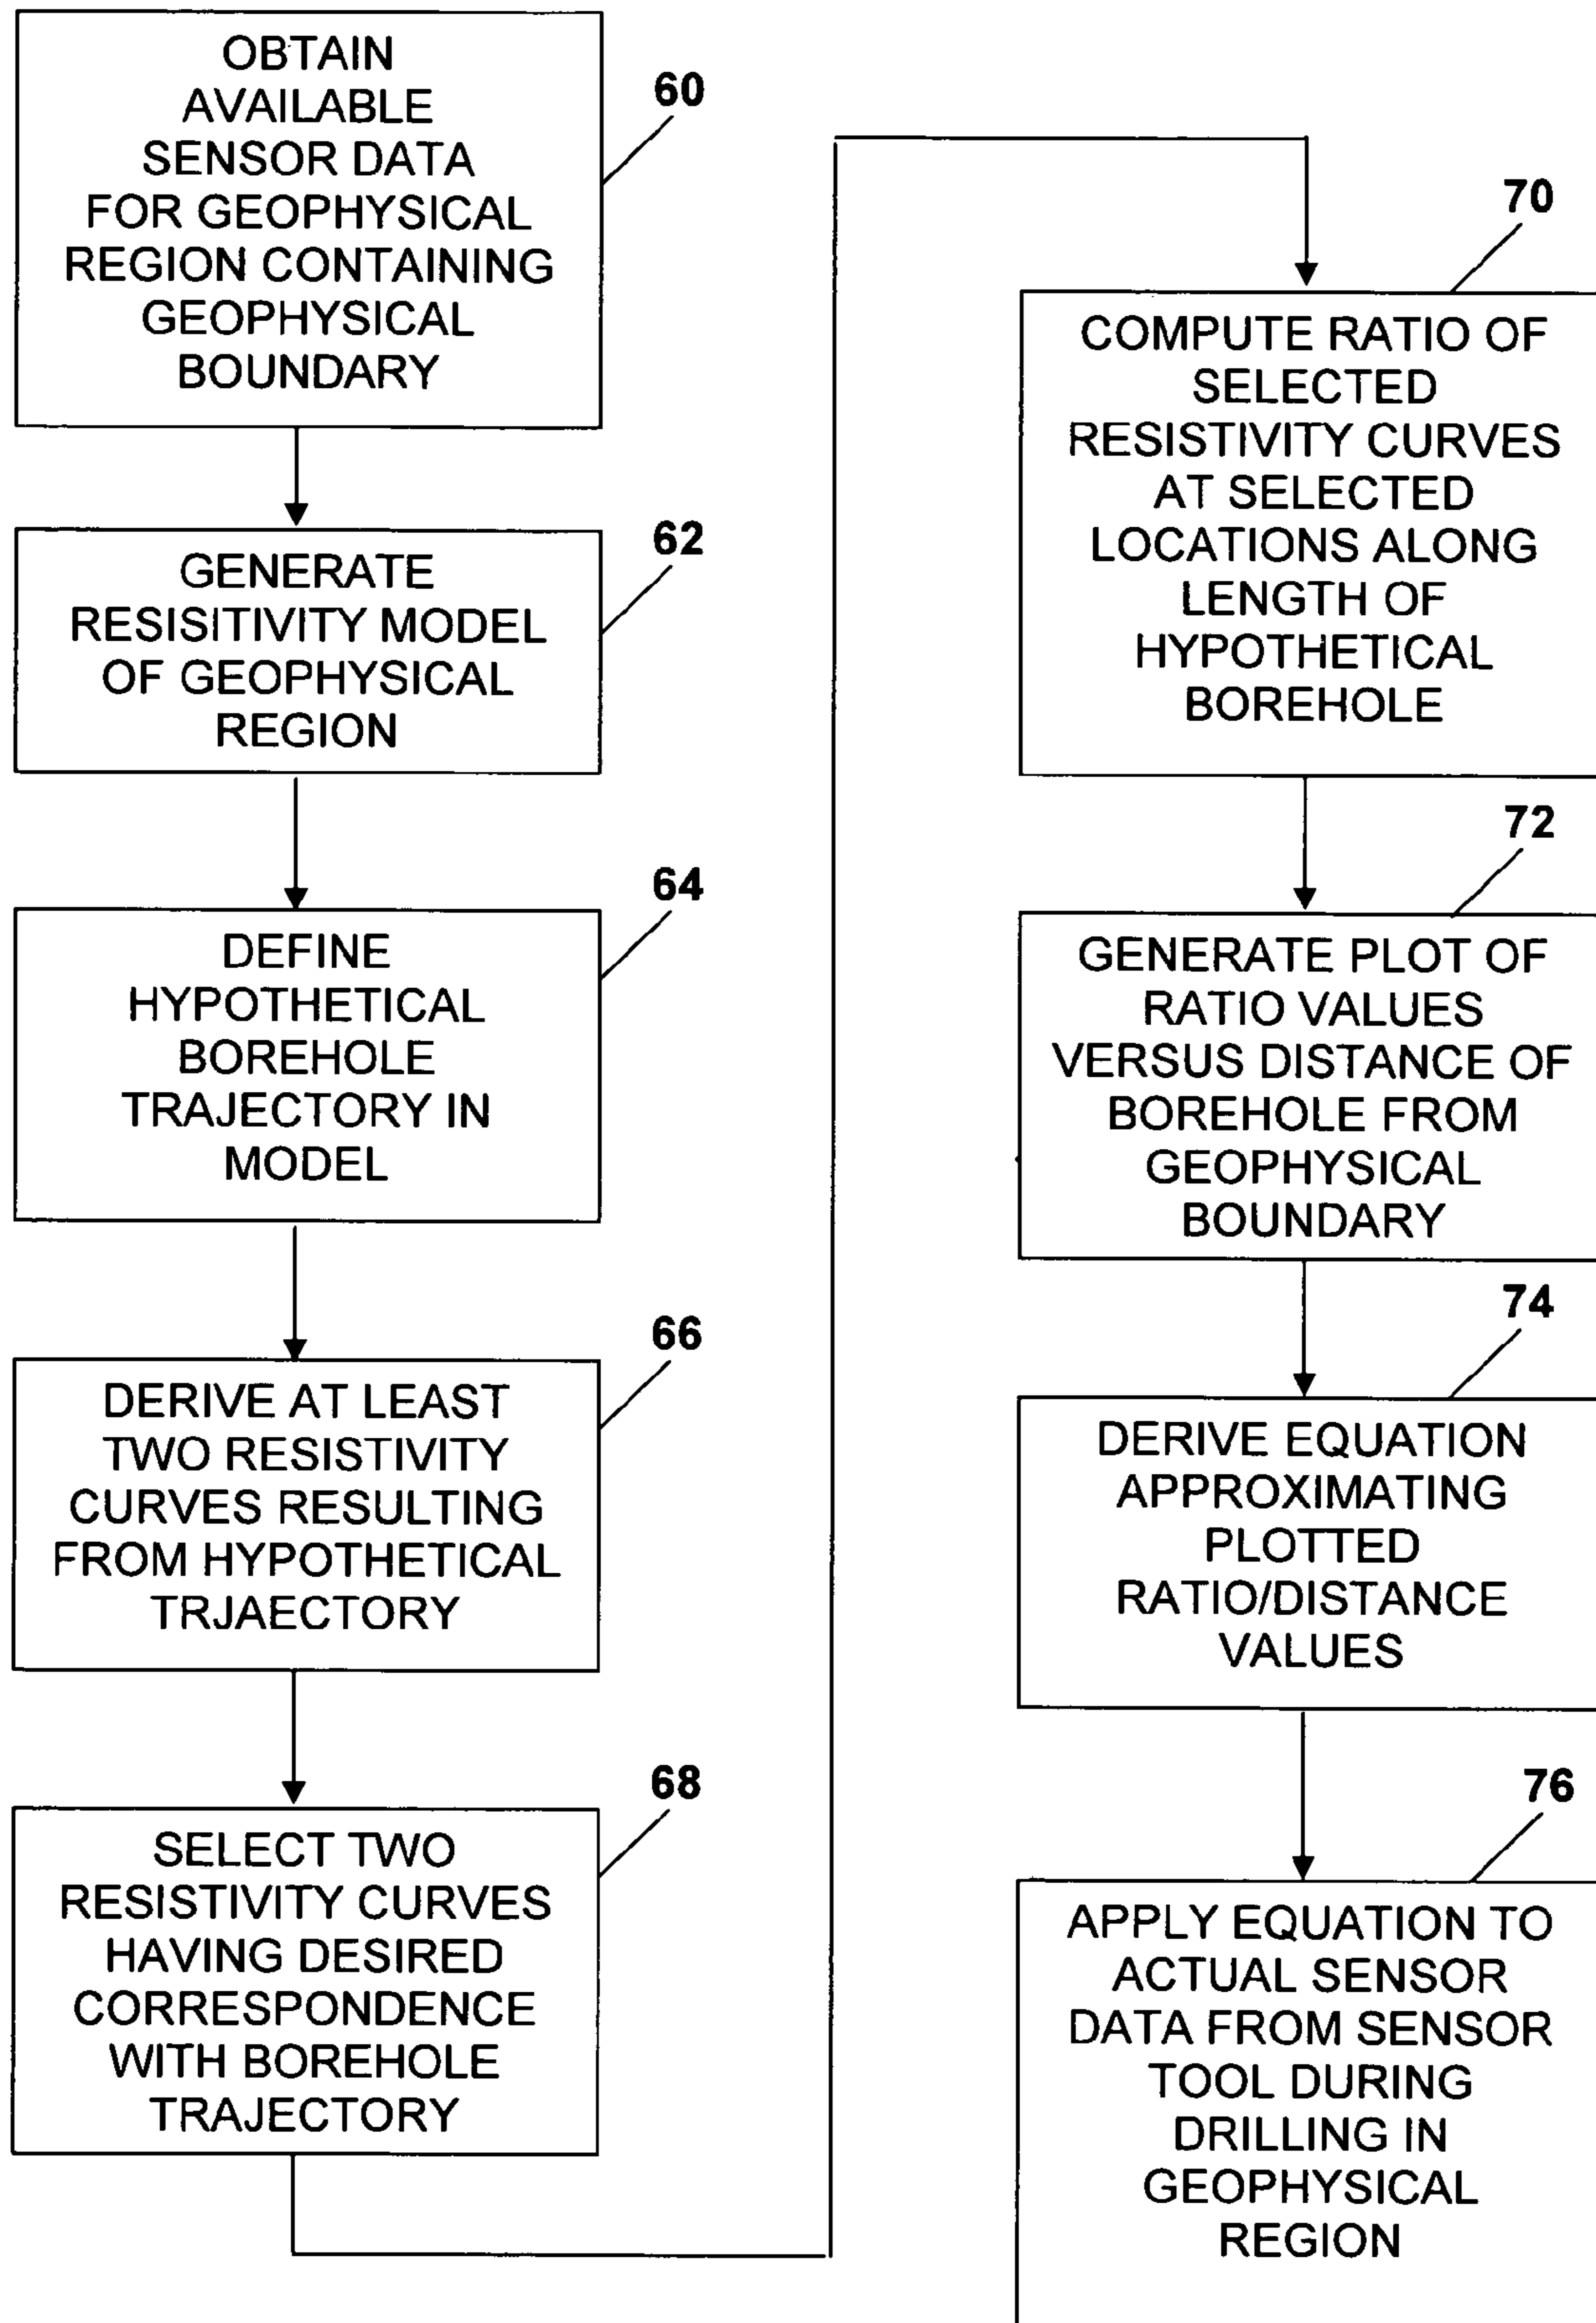 OBTAIN
AVAILABLE
SENSOR DATA
FOR GEOPHYSICAL
REGION CONTAINING
GEOPHYSICAL
BOUNDARY
60
GENERATE
RESISITIVITY MODEL
OF GEOPHYSICAL
REGION
62
DEFINE
HYPOTHETICAL
BOREHOLE
TRAJECTORY IN
MODEL
64
DERIVE AT LEAST
TWO RESISTIVITY
CURVES RESULTING
FROM HYPOTHETICAL
TRJAECTORY
66
SELECT TWO
RESISTIVITY CURVES
HAVING DESIRED
CORRESPONDENCE
WITH BOREHOLE
TRAJECTORY
68
COMPUTE RATIO OF
SELECTED
RESISTIVITY CURVES
AT SELECTED
LOCATIONS ALONG
LENGTH OF
HYPOTHETICAL
BOREHOLE
70
GENERATE PLOT OF
RATIO VALUES
VERSUS DISTANCE OF
BOREHOLE FROM
GEOPHYSICAL
BOUNDARY
72
DERIVE EQUATION
APPROXIMATING
PLOTTED
RATIO/DISTANCE
VALUES
74
APPLY EQUATION TO
ACTUAL SENSOR
DATA FROM SENSOR
TOOL DURING
DRILLING IN
GEOPHYSICAL
REGION
76